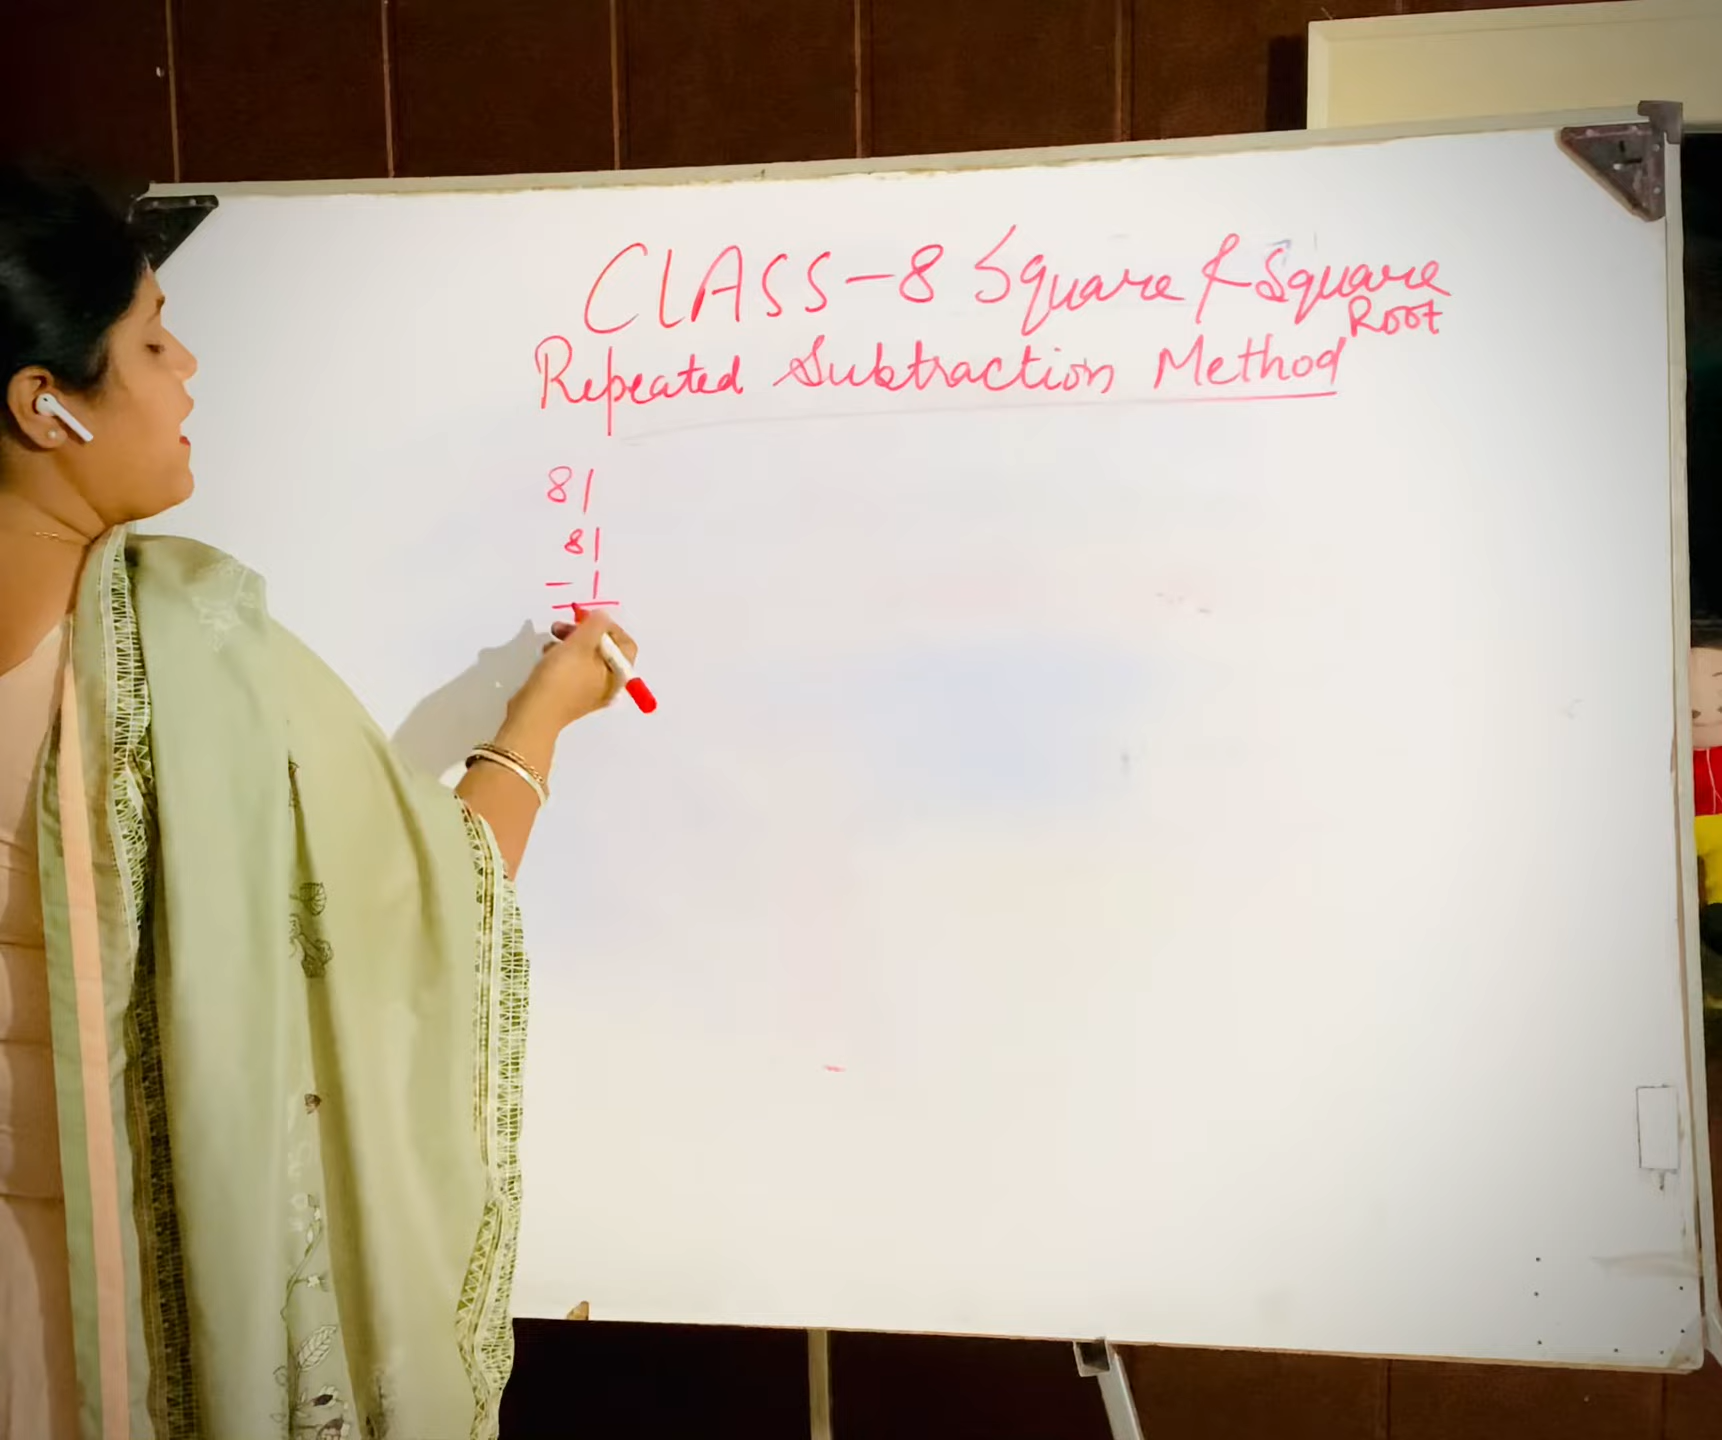 CLASS-8 Square & Square
Root
Repeated Subtraction Method
81
81
- 1